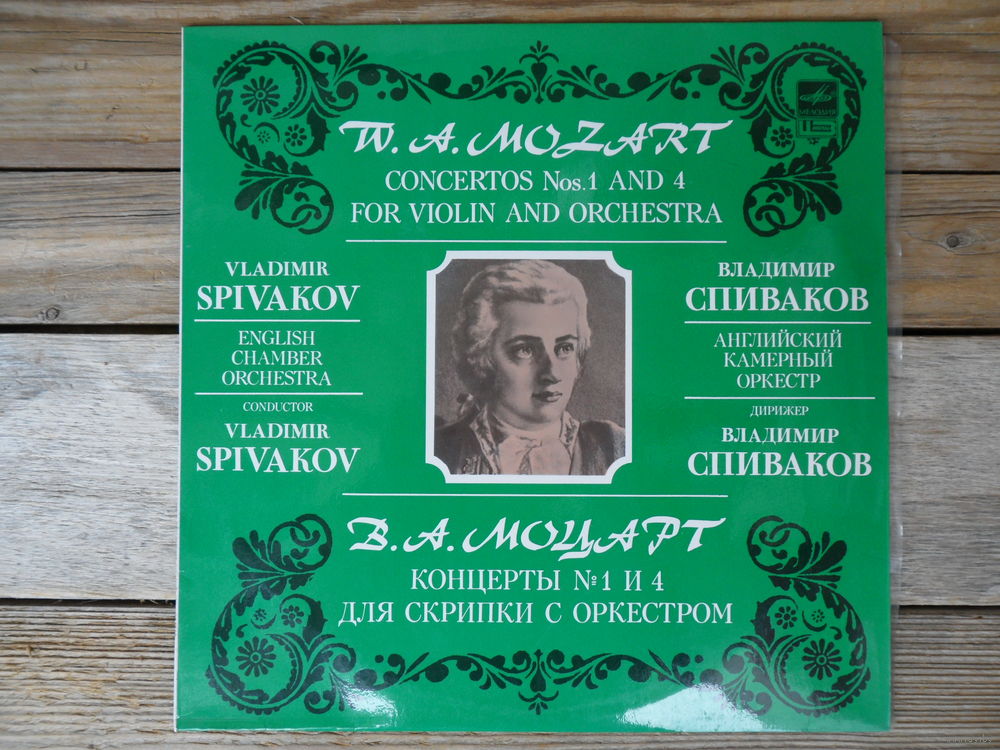 МЕЛОДИЯ
W. A. MOZART
CONCERTOS Nos.1 AND 4
FOR VIOLIN AND ORCHESTRA
VLADIMIR
SPIVAKOV
ENGLISH
CHAMBER
ORCHESTRA
CONDUCTOR
VLADIMIR
SPIVAKOV
ВЛАДИМИР
СПИВАКОВ
АНГЛИЙСКИЙ
КАМЕРНЫЙ
ОРКЕСТР
ДИРИЖЕР
ВЛАДИМИР
СПИВАКОВ
В. А. МОЦАРТ
КОНЦЕРТЫ №1 И 4
ДЛЯ СКРИПКИ С ОРКЕСТРОМ